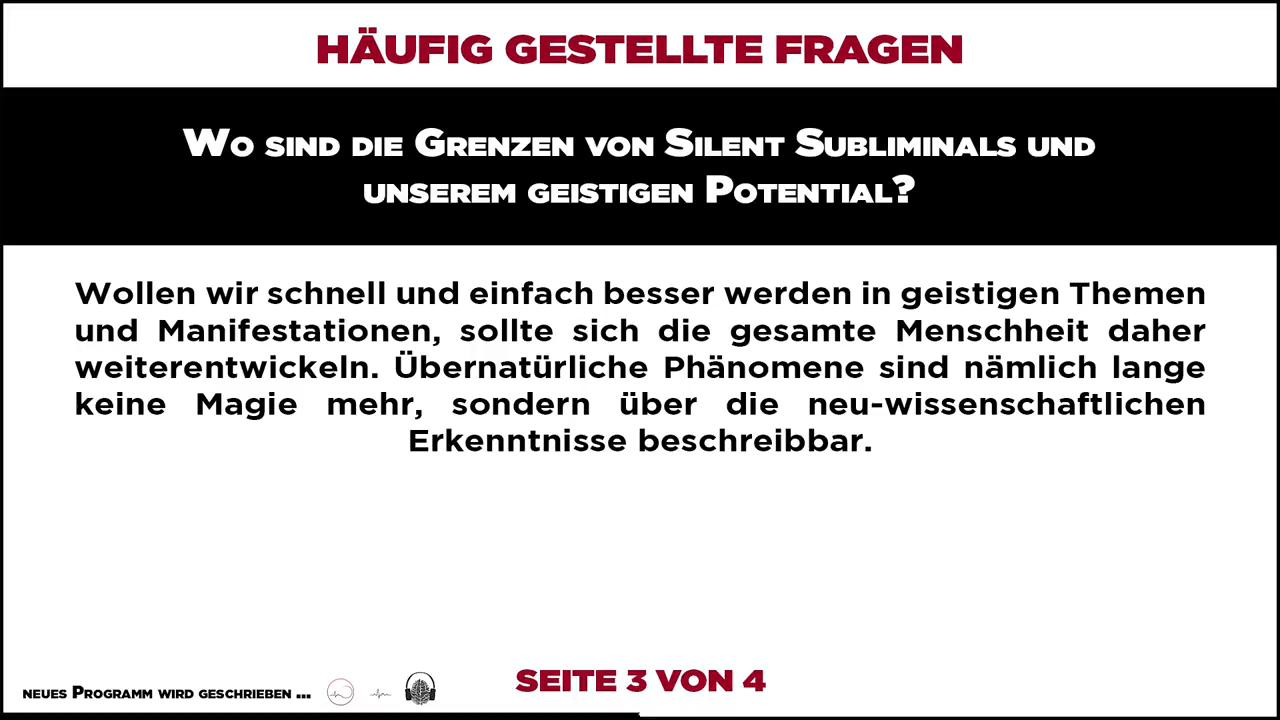 HÄUFIG GESTELLTE FRAGEN
Wo sind die Grenzen von Silent Subliminals und
unserem geistigen Potential?
Wollen wir schnell und einfach besser werden in geistigen Themen
und Manifestationen, sollte sich die gesamte Menschheit daher
weiterentwickeln. Übernatürliche Phänomene sind nämlich lange
keine Magie mehr, sondern über die neu-wissenschaftlichen
Erkenntnisse beschreibbar.
neues Programm wird geschrieben ...
SEITE 3 VON 4